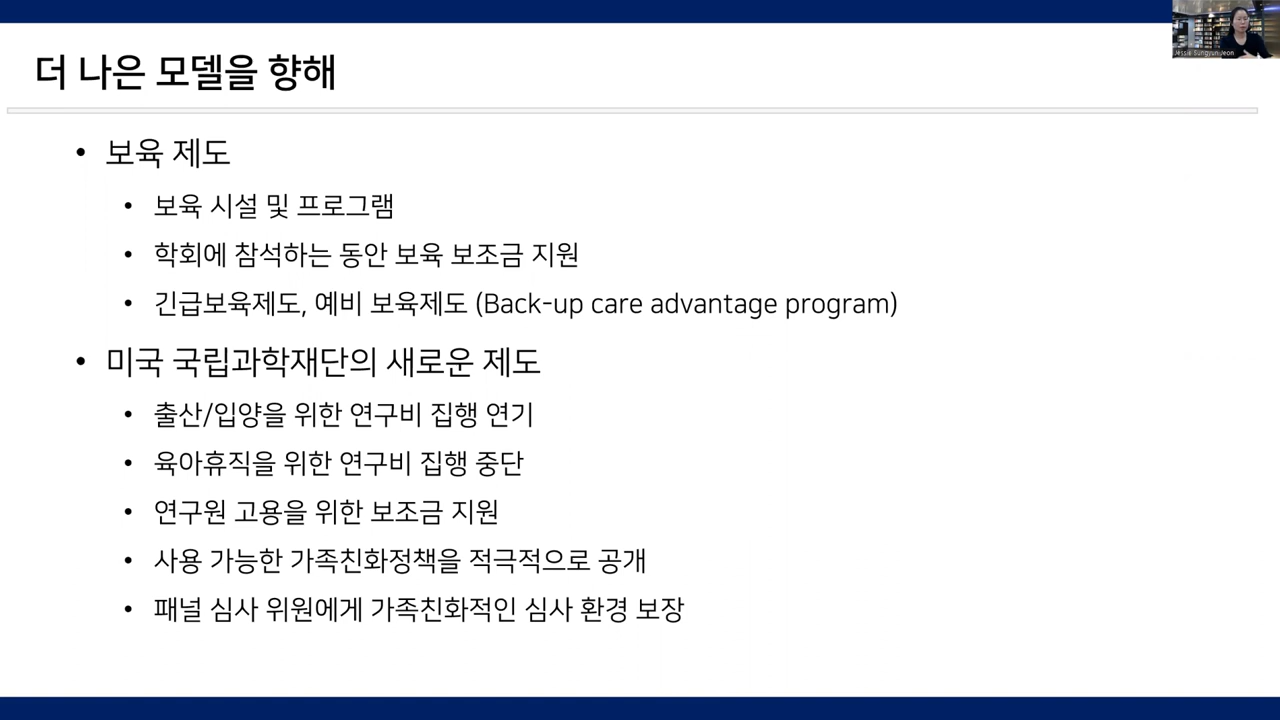 Jessie Sungyun Jeon
더 나은 모델을 향해
• 보육 제도
• 보육 시설 및 프로그램
• 학회에 참석하는 동안 보육 보조금 지원
• 긴급보육제도, 예비 보육제도 (Back-up care advantage program)
• 미국 국립과학재단의 새로운 제도
• 출산/입양을 위한 연구비 집행 연기
• 육아휴직을 위한 연구비 집행 중단
• 연구원 고용을 위한 보조금 지원
• 사용 가능한 가족친화정책을 적극적으로 공개
• 패널 심사 위원에게 가족친화적인 심사 환경 보장